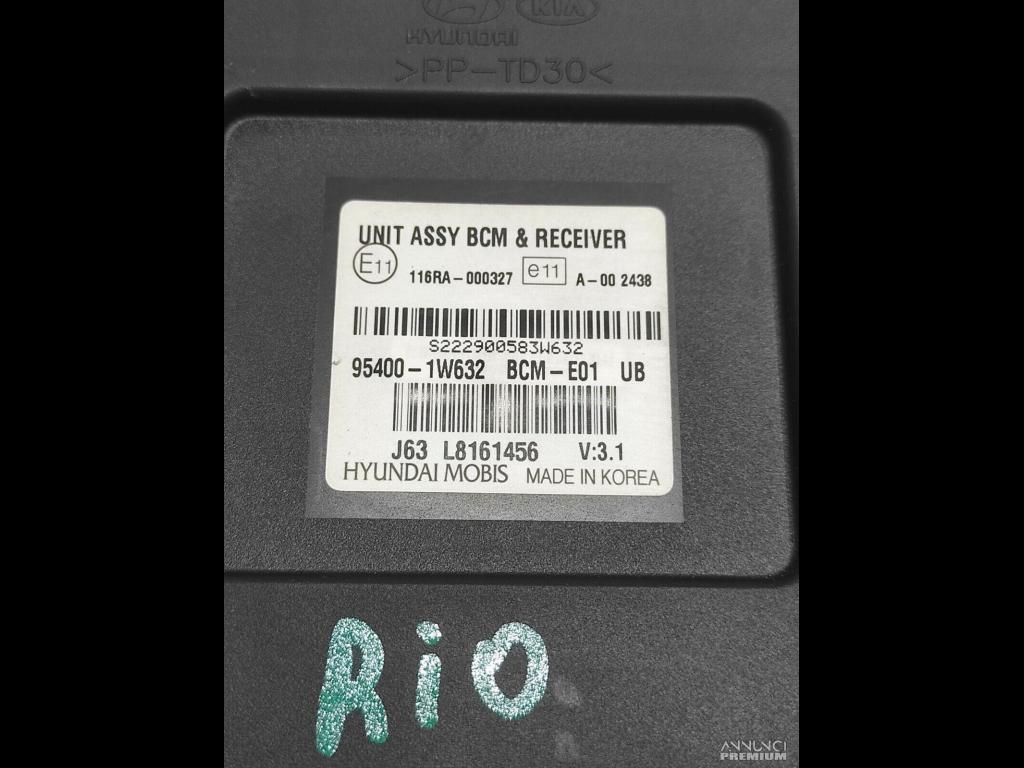 KIA
HYUNDAI
>PP-TD30<
UNIT ASSY BCM & RECEIVER
E11 116RA-000327 e11 A-00 2438
S222900583W632
95400-1W632 BCM-E01 UB
J63 L8161456 V:3.1
HYUNDAI MOBIS MADE IN KOREA
RiO
ANNUNCI
PREMIUM